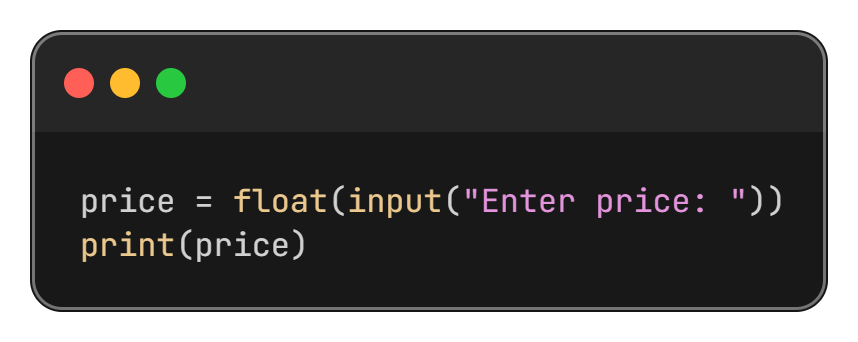 price = float(input("Enter price: "))
print(price)